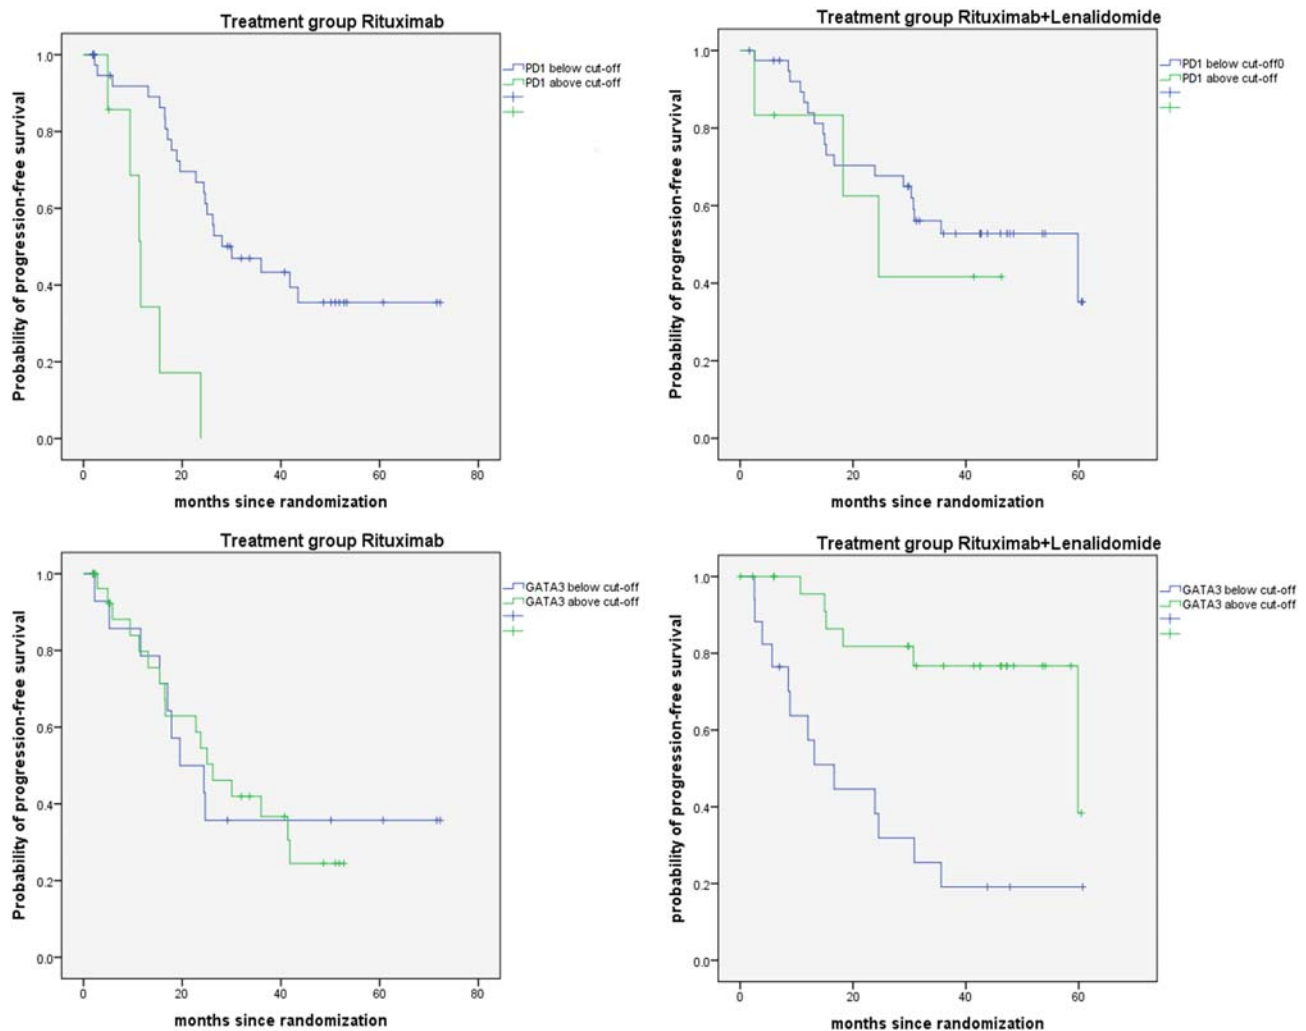 Treatment group Rituximab
Probability of progression-free survival
1.0
0.8
0.6
0.4
0.2
0.0
PD1 below cut-off
PD1 above cut-off
0 20 40 60 80
months since randomization
Treatment group Rituximab+Lenalidomide
Probability of progression-free survival
1.0
0.8
0.6
0.4
0.2
0.0
PD1 below cut-off0
PD1 above cut-off
0 20 40 60
months since randomization
Treatment group Rituximab
Probability of progression-free survival
1.0
0.8
0.6
0.4
0.2
0.0
GATA3 below cut-off
GATA3 above cut-off
0 20 40 60 80
months since randomization
Treatment group Rituximab+Lenalidomide
probability of progression-free survival
1.0
0.8
0.6
0.4
0.2
0.0
GATA3 below cut-off
GATA3 above cut-off
0 20 40 60
months since randomization